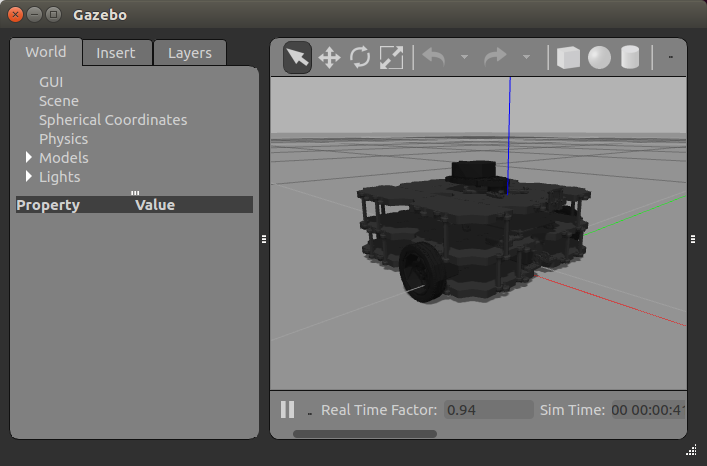 Gazebo
World Insert Layers
GUI
Scene
Spherical Coordinates
Physics
Models
Lights
Property Value
Real Time Factor: 0.94 Sim Time: 00 00:00:4